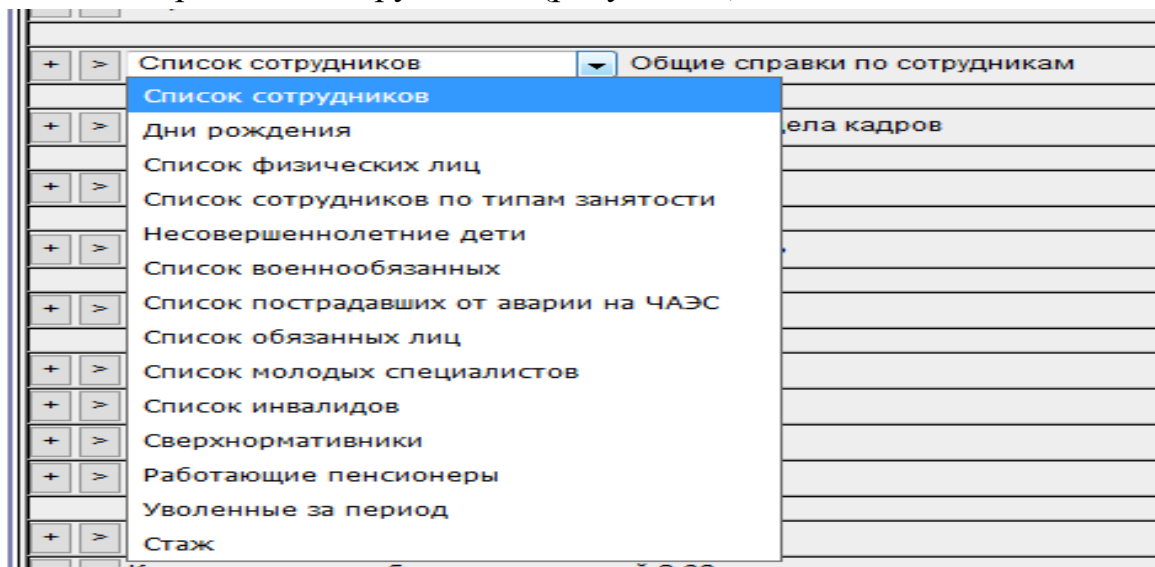 + > Список сотрудников Общие справки по сотрудникам
Список сотрудников
Дни рождения
+ > ела кадров
Список физических лиц
+ >
Список сотрудников по типам занятости
Несовершеннолетние дети
+ >
Список военнообязанных
Список пострадавших от аварии на ЧАЭС
+ >
Список обязанных лиц
+ > Список молодых специалистов
+ > Список инвалидов
+ > Сверхнормативники
+ > Работающие пенсионеры
Уволенные за период
+ > Стаж